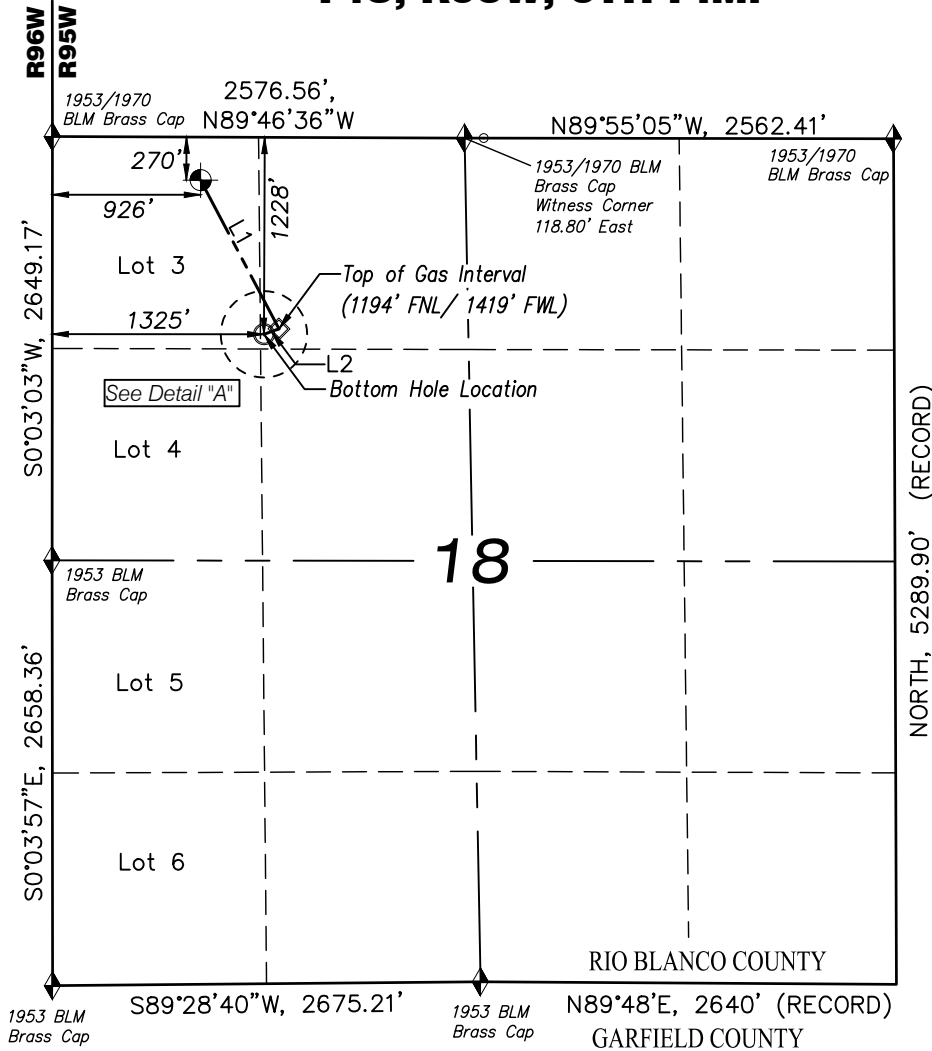 R96W
R95W
1953/1970
BLM Brass Cap
2576.56',
N89°46'36"W
N89°55'05"W, 2562.41'
1953/1970
BLM Brass Cap
1953/1970 BLM
Brass Cap
Witness Corner
118.80' East
270'
926'
1228'
L1
Lot 3
Top of Gas Interval
(1194' FNL/ 1419' FWL)
1325'
L2
Bottom Hole Location
See Detail "A"
S0°03'03"W, 2649.17'
Lot 4
18
1953 BLM
Brass Cap
NORTH, 5289.90' (RECORD)
Lot 5
S0°03'57"E, 2658.36'
Lot 6
RIO BLANCO COUNTY
S89°28'40"W, 2675.21'
N89°48'E, 2640' (RECORD)
1953 BLM
Brass Cap
1953 BLM
Brass Cap
GARFIELD COUNTY